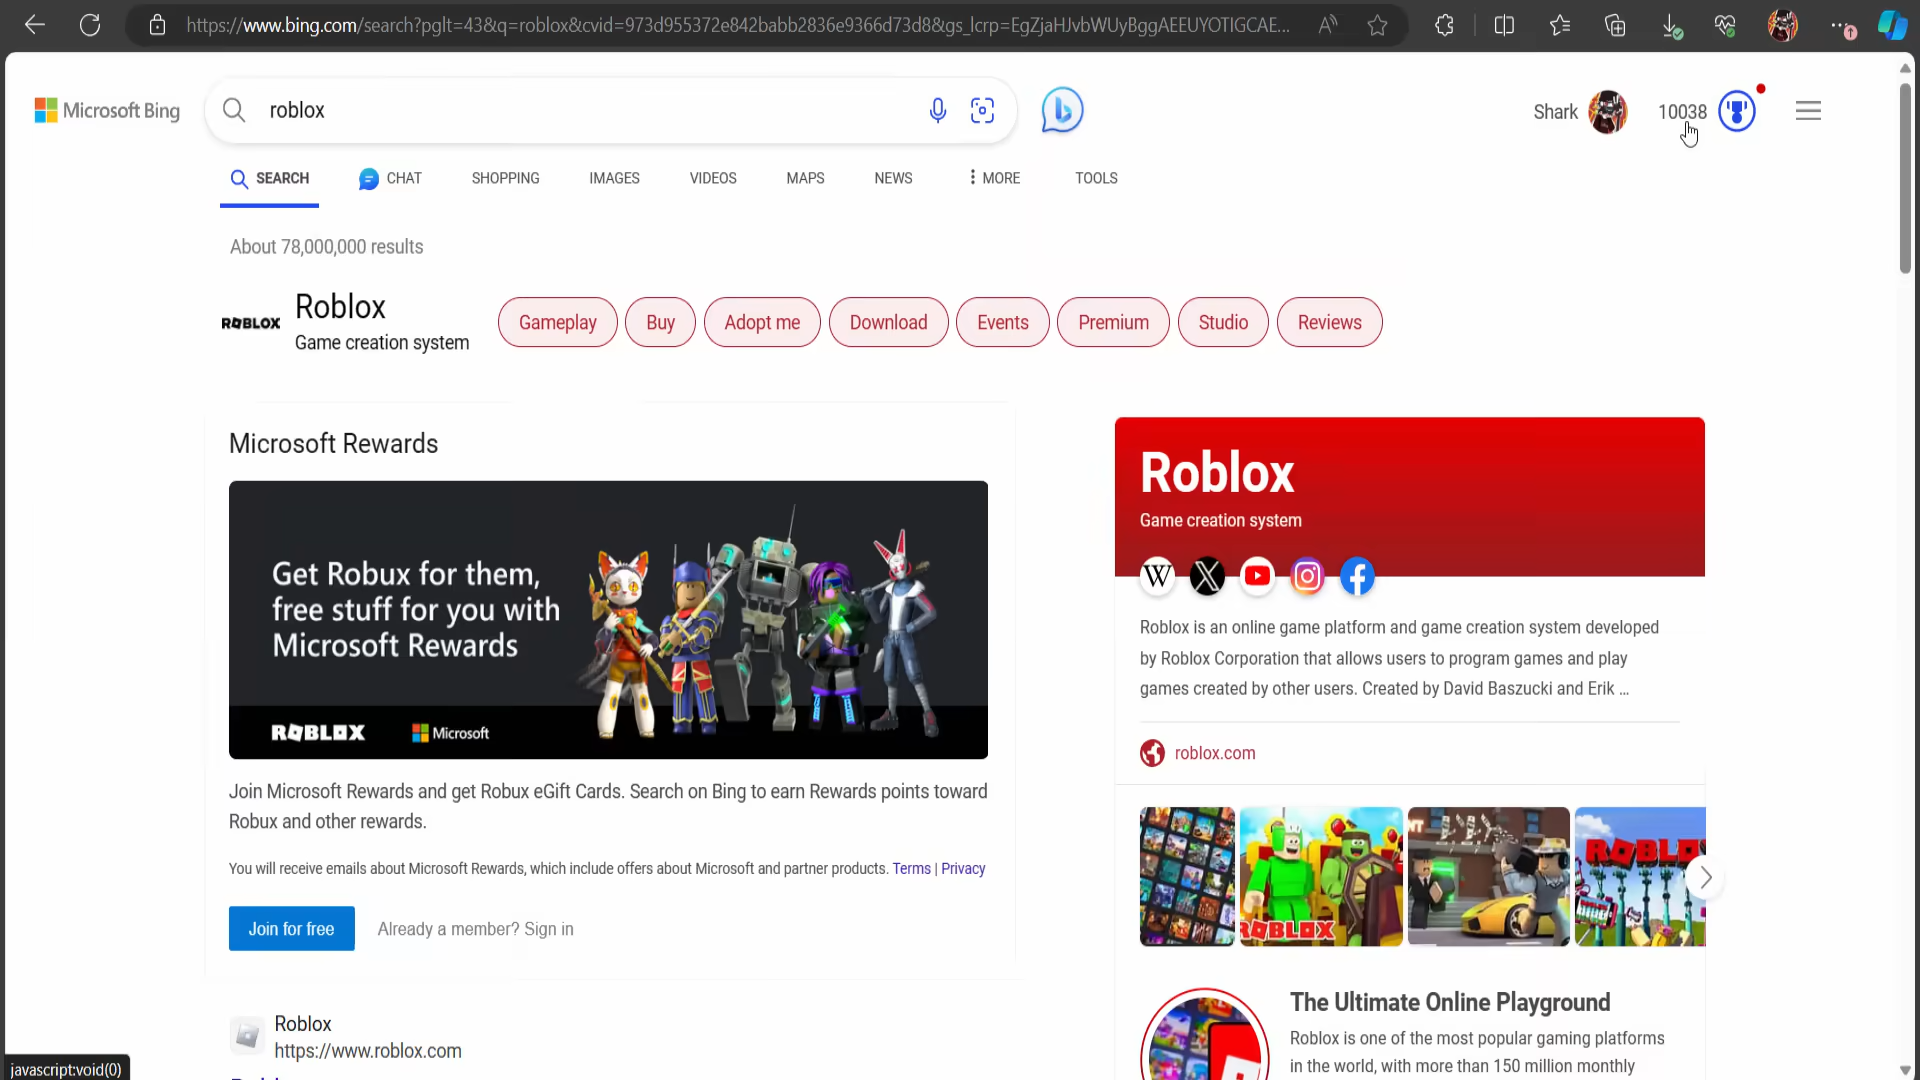 https://www.bing.com/search?pglt=43&q=roblox&cvid=973d955372e842babb2836e9366d73d8&gs_lcrp=EgZjaHJvbWUyBggAEEUYOTIGCAE...
Microsoft Bing
roblox
Shark
10038
SEARCH
CHAT
SHOPPING
IMAGES
VIDEOS
MAPS
NEWS
MORE
TOOLS
About 78,000,000 results
ROBLOX
Roblox
Game creation system
Gameplay
Buy
Adopt me
Download
Events
Premium
Studio
Reviews
Microsoft Rewards
Get Robux for them,
free stuff for you with
Microsoft Rewards
ROBLOX
Microsoft
Join Microsoft Rewards and get Robux eGift Cards. Search on Bing to earn Rewards points toward
Robux and other rewards.
You will receive emails about Microsoft Rewards, which include offers about Microsoft and partner products. Terms | Privacy
Join for free
Already a member? Sign in
Roblox
https://www.roblox.com
Roblox
Game creation system
Roblox is an online game platform and game creation system developed
by Roblox Corporation that allows users to program games and play
games created by other users. Created by David Baszucki and Erik ...
roblox.com
ROBLOX
ROBLO
The Ultimate Online Playground
Roblox is one of the most popular gaming platforms
in the world, with more than 150 million monthly
javascript:void(0)